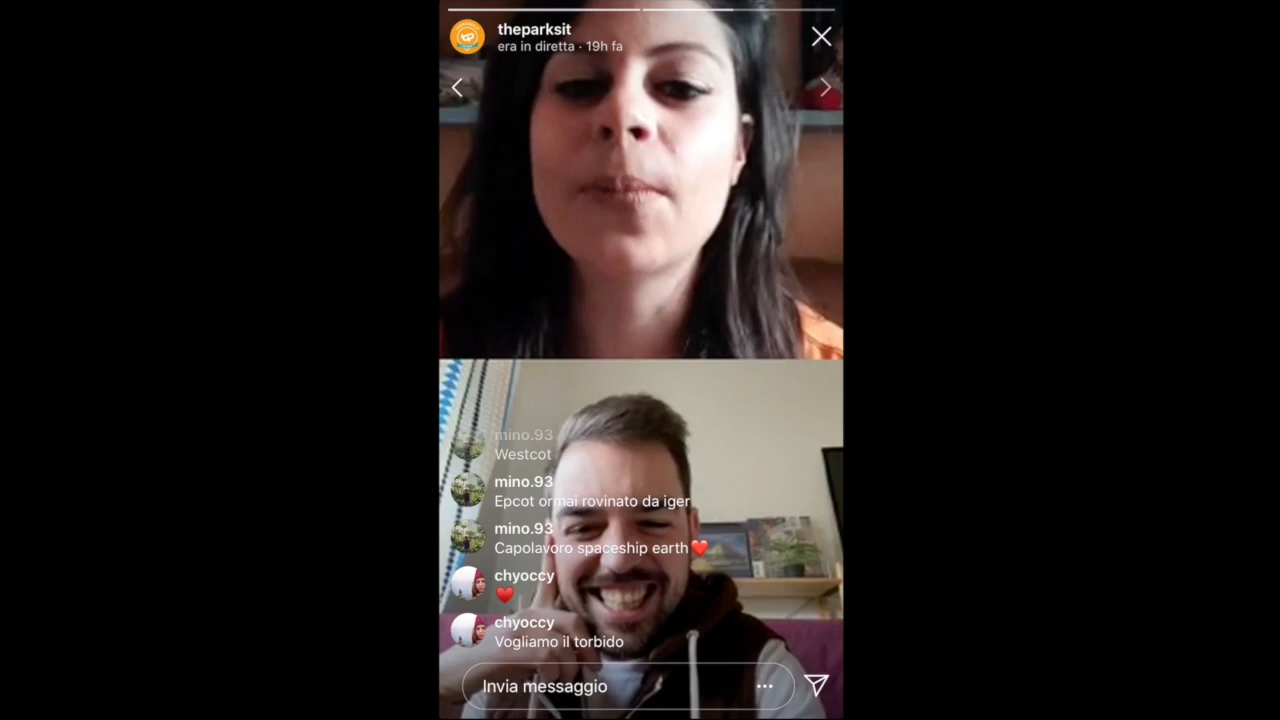 theparksit
era in diretta · 19h fa
mino.93
Westcot
mino.93
Epcot ormai rovinato da iger
mino.93
Capolavoro spaceship earth❤️
chyoccy
❤️
chyoccy
Vogliamo il torbido
Invia messaggio